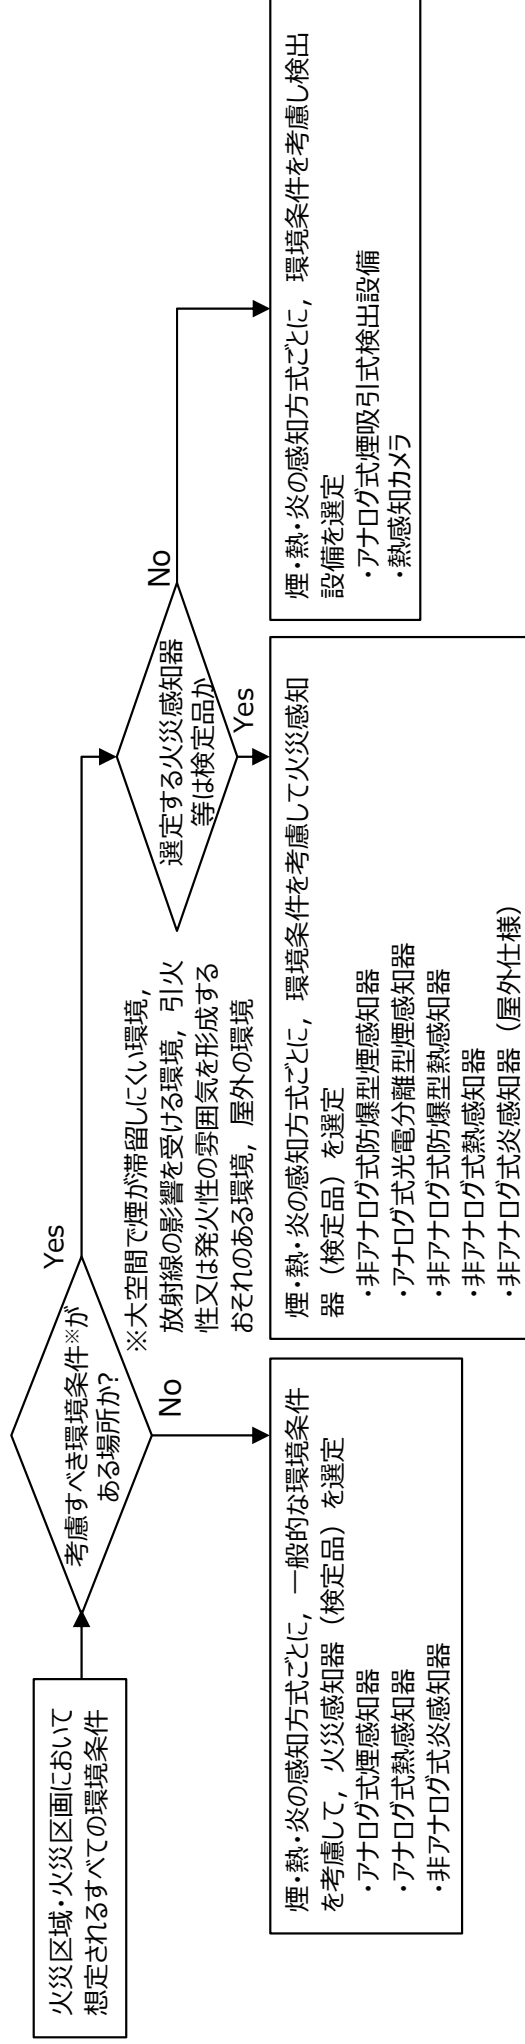 火災区域・火災区画において
想定されるすべての環境条件
考慮すべき環境条件※が
ある場所か?
Yes
No
※大空間で煙が滞留しにくい環境，
放射線の影響を受ける環境，引火
性又は発火性の雰囲気を形成する
おそれのある環境，屋外の環境
選定する火災感知器
等は検定品か
No
Yes
煙・熱・炎の感知方式ごとに，一般的な環境条件
を考慮して，火災感知器（検定品）を選定
・アナログ式煙感知器
・アナログ式熱感知器
・非アナログ式炎感知器
煙・熱・炎の感知方式ごとに，環境条件を考慮して火災感知
器（検定品）を選定
・非アナログ式防爆型煙感知器
・アナログ式光電分離型煙感知器
・非アナログ式防爆型熱感知器
・非アナログ式熱感知器
・非アナログ式炎感知器（屋外仕様）
煙・熱・炎の感知方式ごとに，環境条件を考慮し検出
設備を選定
・アナログ式煙吸引式検出設備
・熱感知カメラ